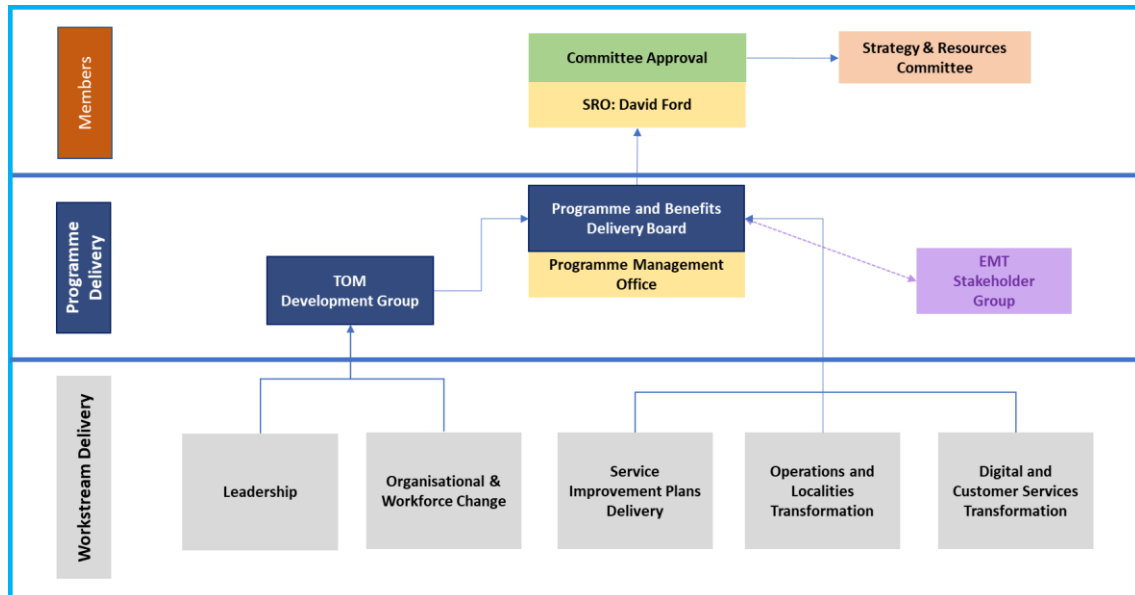 Members
Committee Approval
SRO: David Ford
Strategy & Resources
Committee
Programme
Delivery
Programme and Benefits
Delivery Board
Programme Management
Office
TOM
Development Group
EMT
Stakeholder
Group
Workstream Delivery
Leadership
Organisational &
Workforce Change
Service
Improvement Plans
Delivery
Operations and
Localities
Transformation
Digital and
Customer Services
Transformation